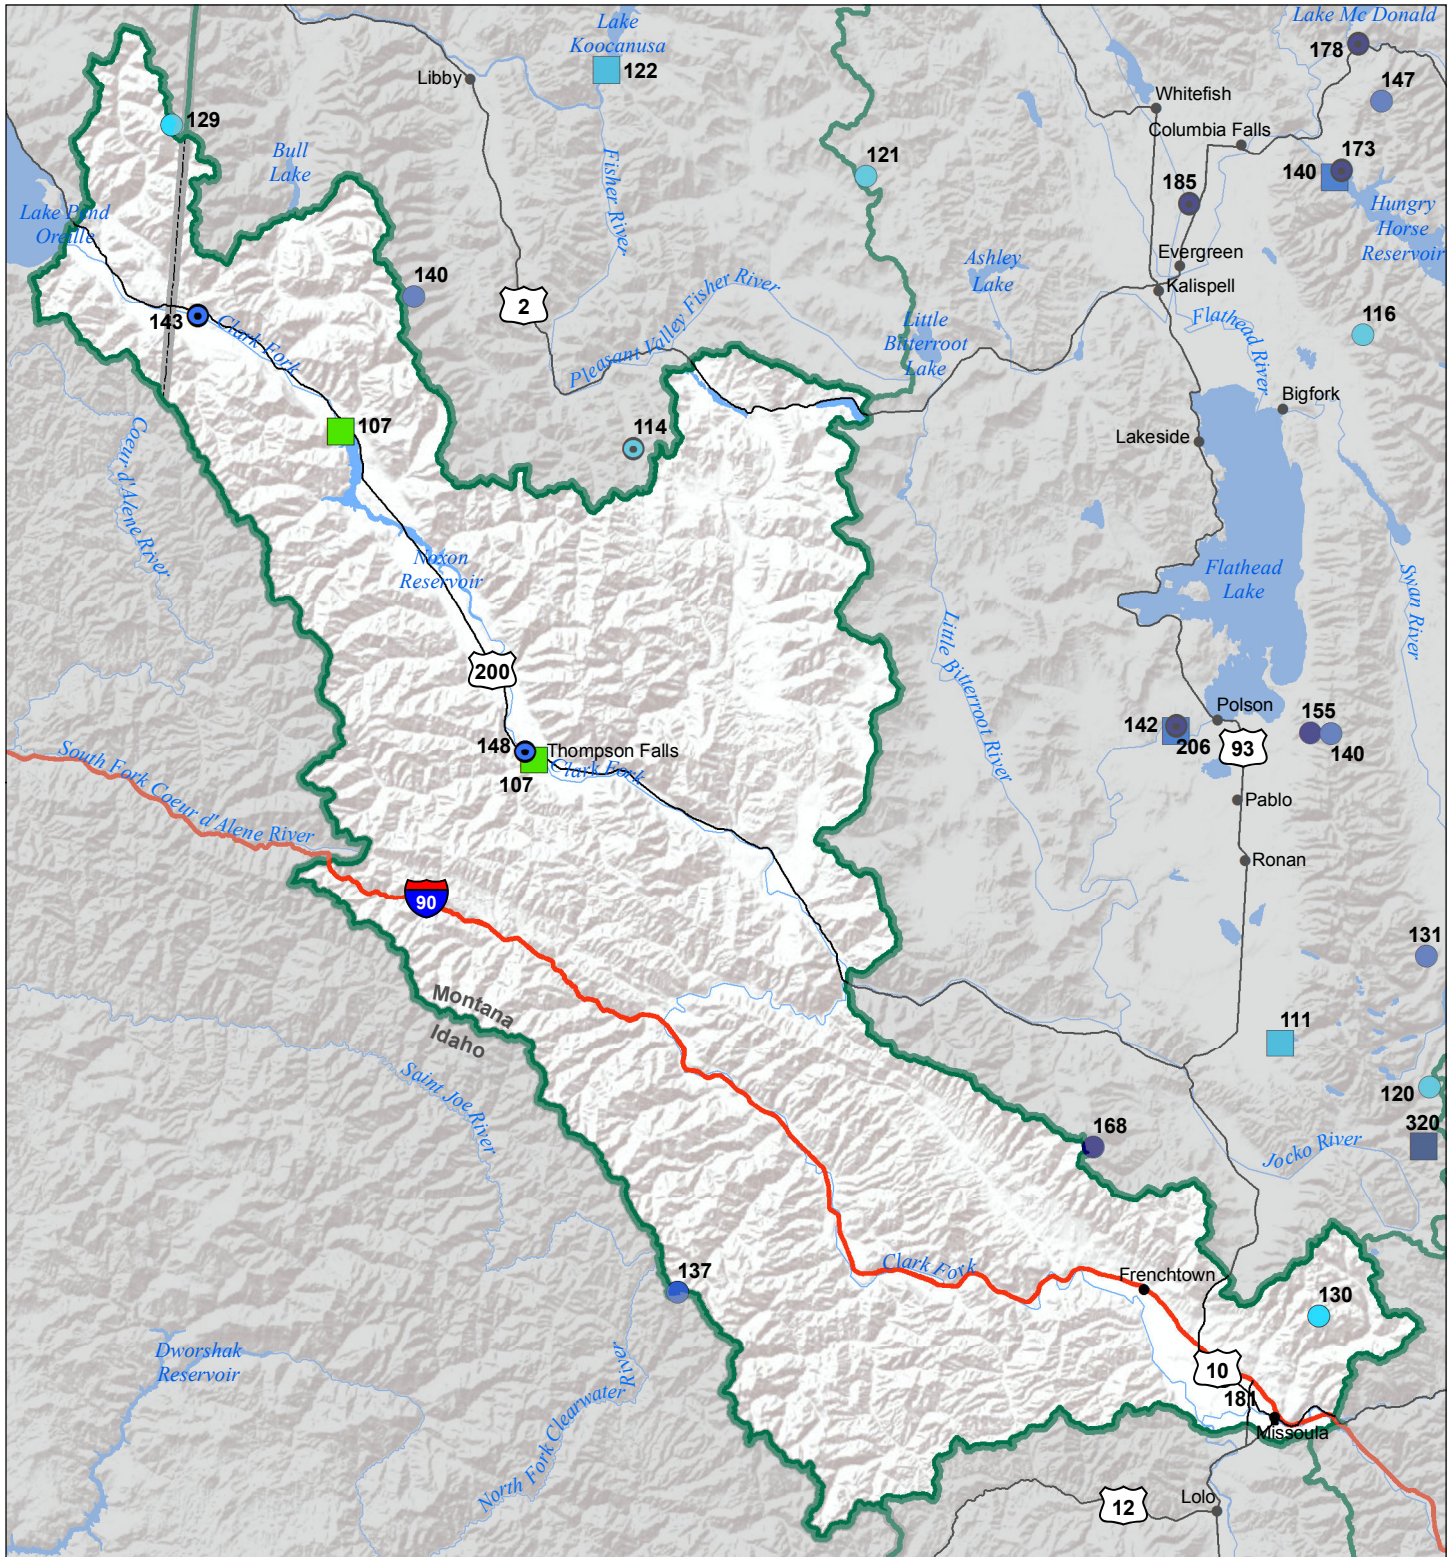 Lake Mc Donald
178
Lake
Koocanusa
122
Libby
147
Whitefish
Columbia Falls
129
Bull
Lake
121
173
140
185
Hungry
Horse
Reservoir
Lake Pend
Oreille
Fisher River
Evergreen
Ashley
Lake
Kalispell
140
2
Pleasant Valley Fisher River
143
Clark Fork
Little
Bitterroot
Lake
Flathead River
116
Bigfork
107
Lakeside
114
Coeur d'Alene River
Noxon
Reservoir
Flathead
Lake
Swan River
Little Bitterroot River
200
Polson
142
206
93
155
140
148
Thompson Falls
107
Clark Fork
South Fork Coeur d'Alene River
Pablo
Ronan
90
131
Montana
Idaho
111
Saint Joe River
120
168
320
Jocko River
137
Clark Fork
Frenchtown
130
Dworshak
Reservoir
North Fork Clearwater
River
10
181
Missoula
12
Lolo